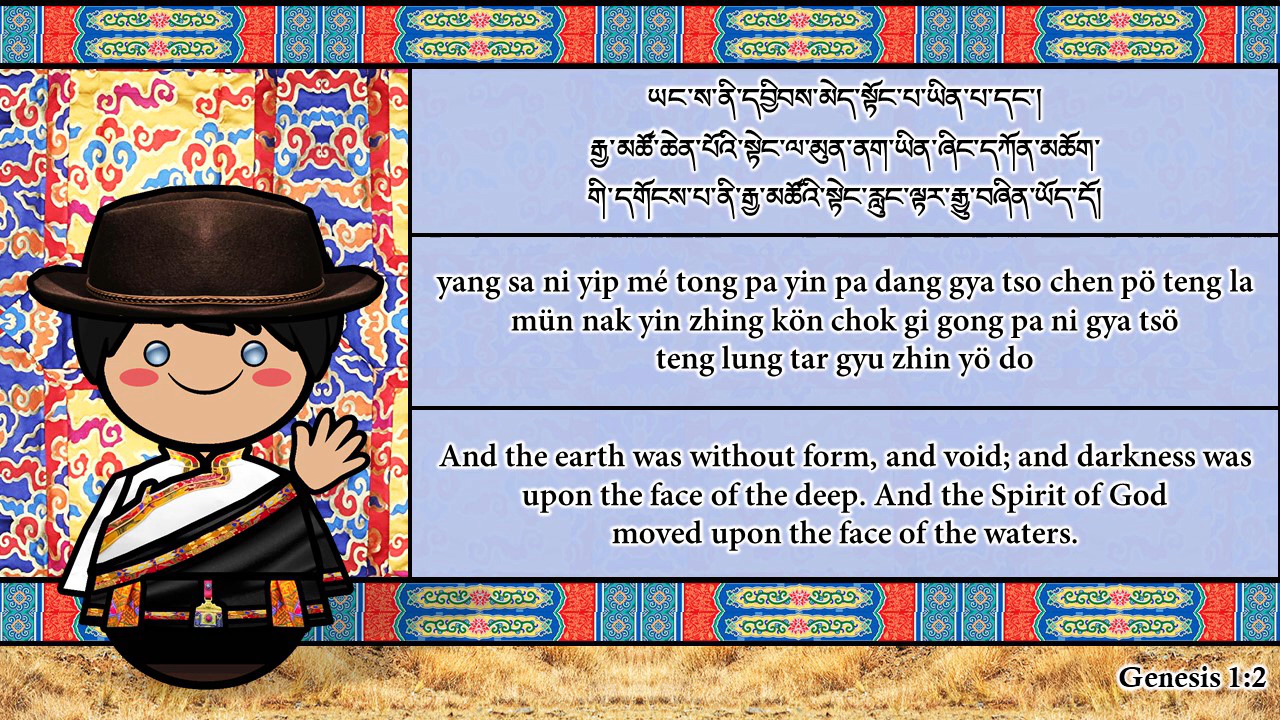 ཡང་ས་ནི་དབྱིབས་མེད་སྟོང་པ་ཡིན་པ་དང་།
རྒྱ་མཚོ་ཆེན་པོའི་སྟེང་ལ་མུན་ནག་ཡིན་ཞིང་དཀོན་མཆོག་
གི་དགོངས་པ་ནི་རྒྱ་མཚོའི་སྟེང་རླུང་ལྟར་རྒྱུ་བཞིན་ཡོད་དོ།
yang sa ni yip mé tong pa yin pa dang gya tso chen pö teng la
mün nak yin zhing kön chok gi gong pa ni gya tsö
teng lung tar gyu zhin yö do
And the earth was without form, and void; and darkness was
upon the face of the deep. And the Spirit of God
moved upon the face of the waters.
Genesis 1:2